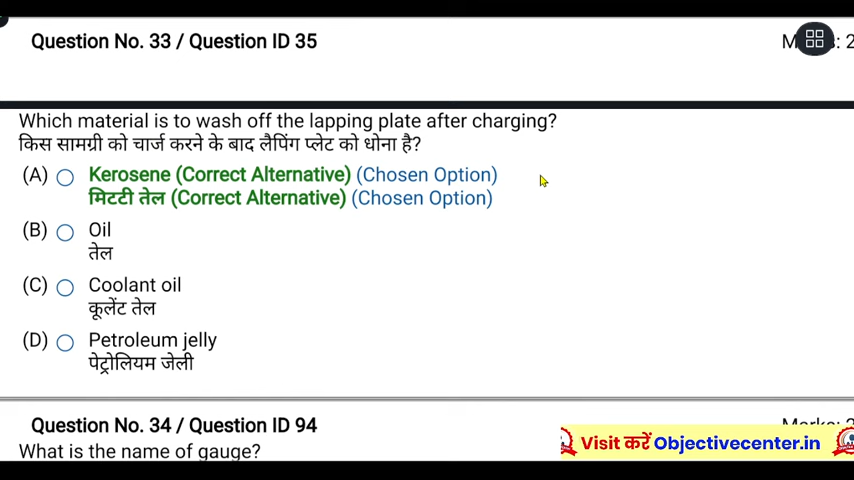 Question No. 33 / Question ID 35
Which material is to wash off the lapping plate after charging?
किस सामग्री को चार्ज करने के बाद लैपिंग प्लेट को धोना है?
(A) Kerosene (Correct Alternative) (Chosen Option)
मिटटी तेल (Correct Alternative) (Chosen Option)
(B) Oil
तेल
(C) Coolant oil
कूलेंट तेल
(D) Petroleum jelly
पेट्रोलियम जेली
Question No. 34 / Question ID 94
What is the name of gauge?
Visit करें Objectivecenter.in